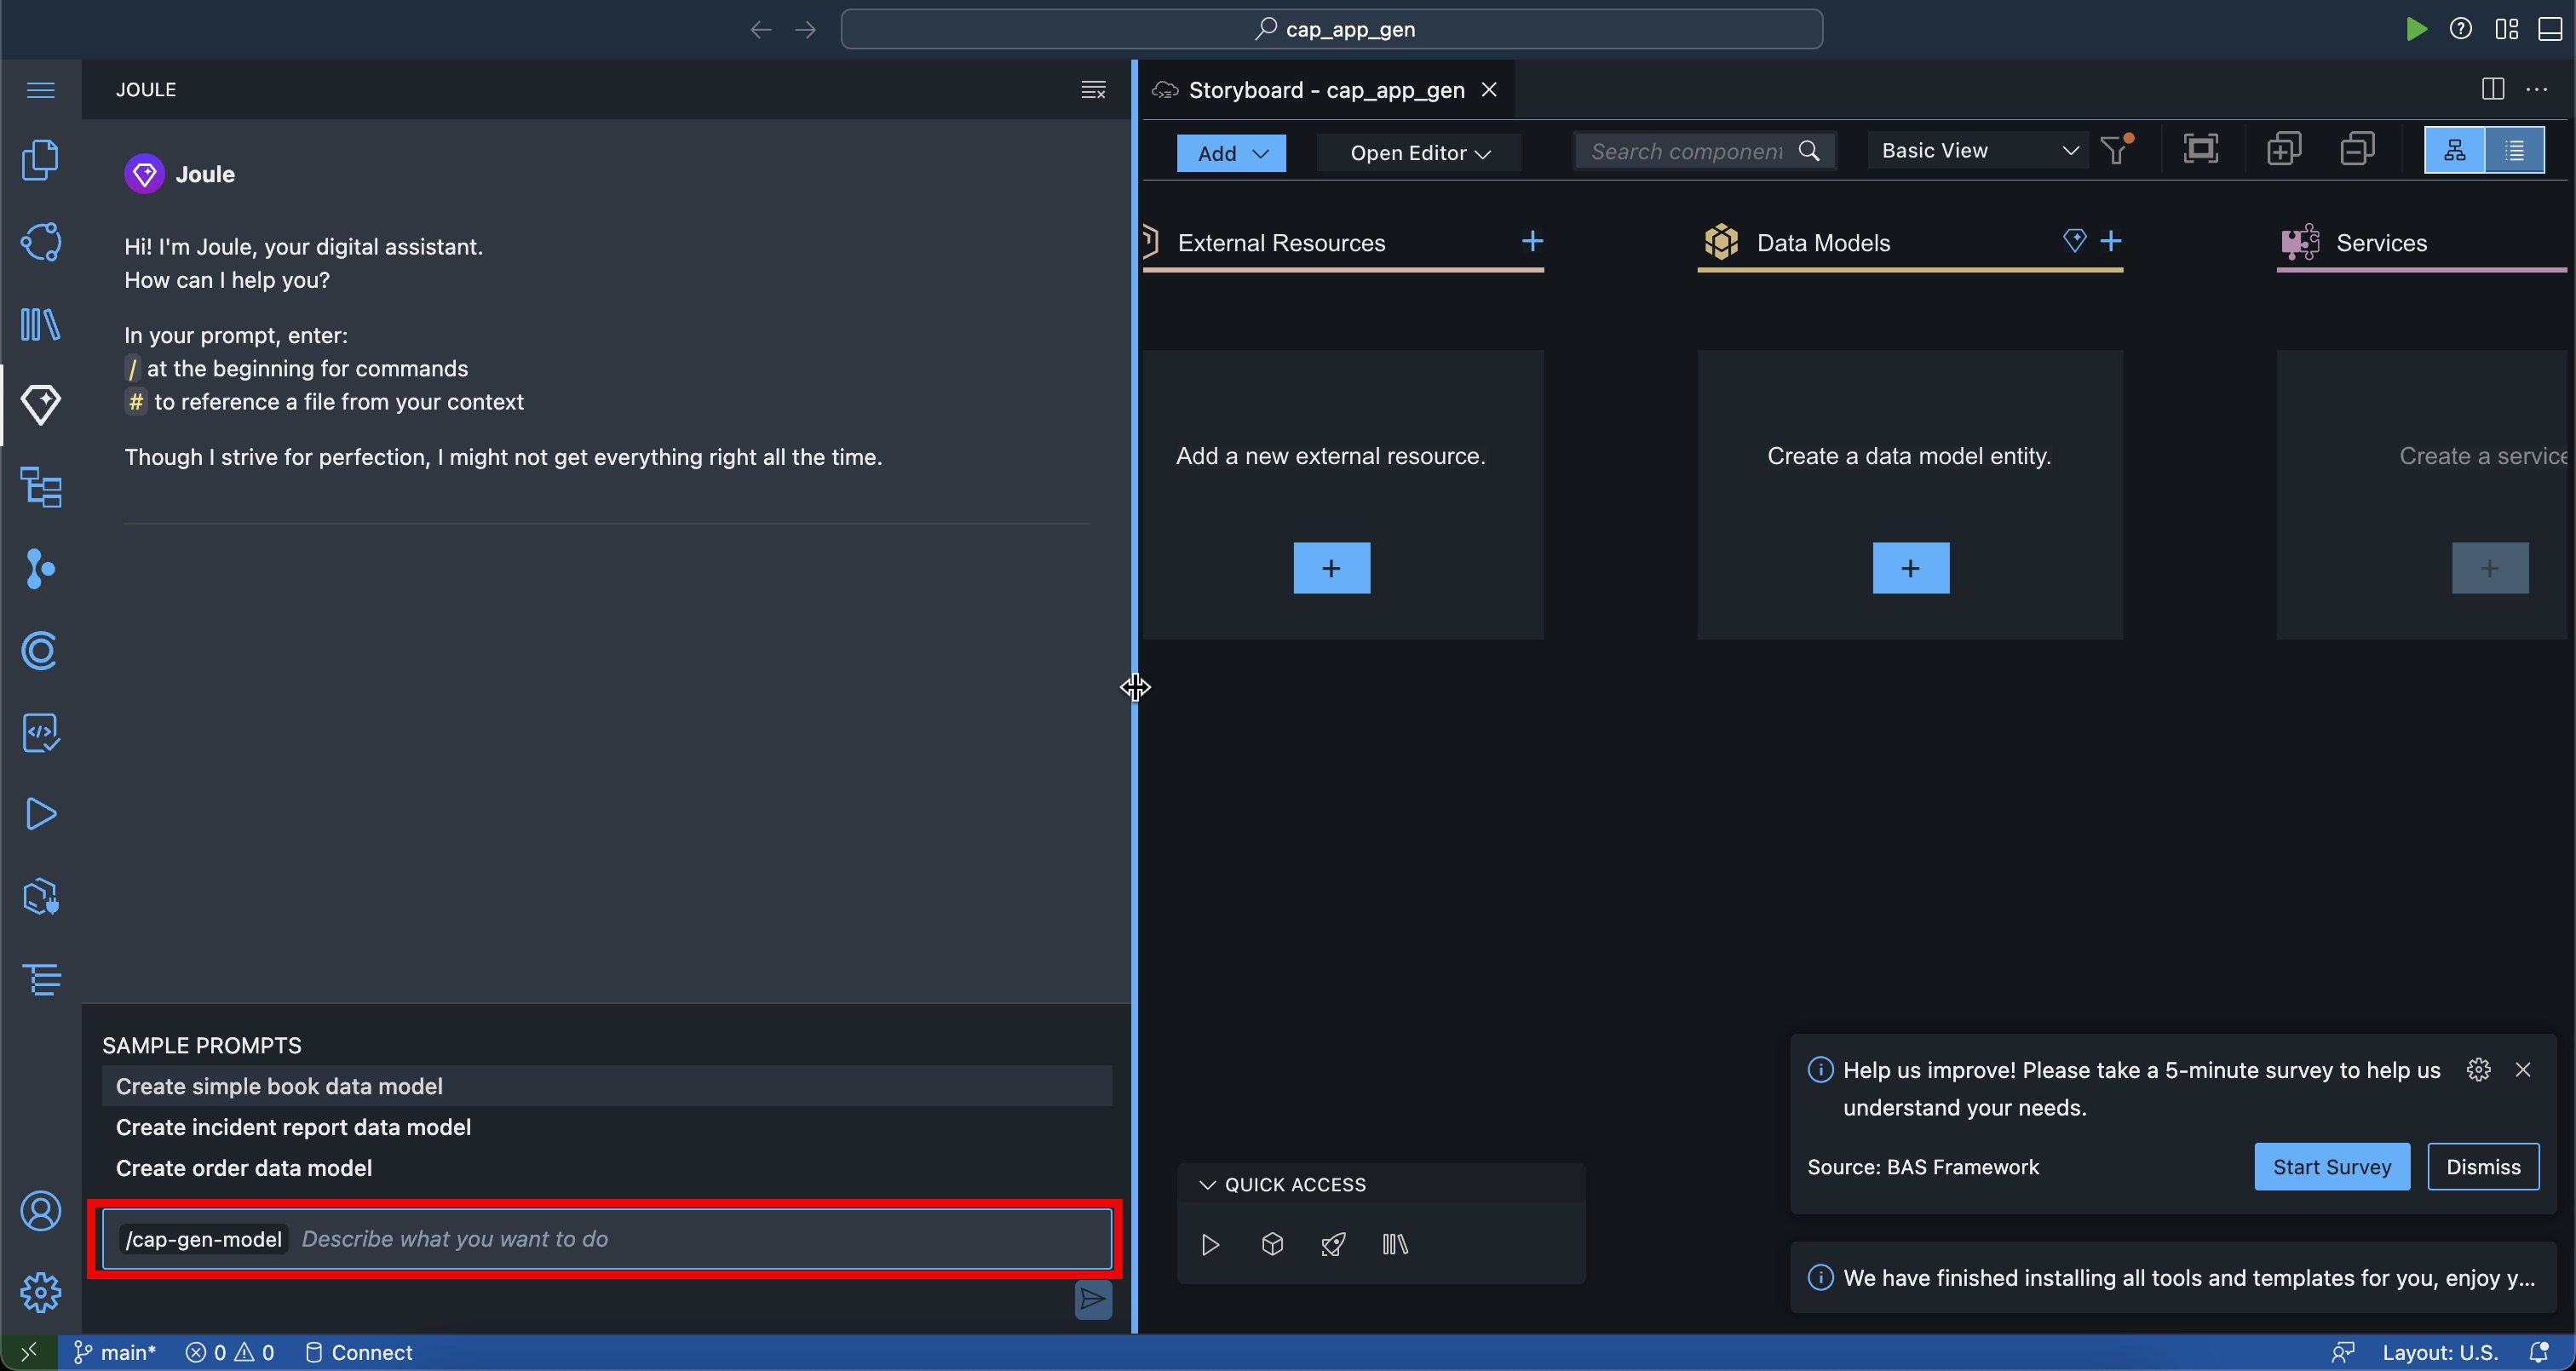 cap_app_gen
JOULE
Storyboard - cap_app_gen
Add
Open Editor
Search component
Basic View
Joule
External Resources
Data Models
Services
Hi! I'm Joule, your digital assistant.
How can I help you?
In your prompt, enter:
/ at the beginning for commands
# to reference a file from your context
Though I strive for perfection, I might not get everything right all the time.
Add a new external resource.
Create a data model entity.
Create a service
+
+
+
SAMPLE PROMPTS
Create simple book data model
Create incident report data model
Create order data model
/cap-gen-model Describe what you want to do
QUICK ACCESS
Help us improve! Please take a 5-minute survey to help us
understand your needs.
Source: BAS Framework
Start Survey
Dismiss
We have finished installing all tools and templates for you, enjoy y...
main*
0
0
Connect
Layout: U.S.